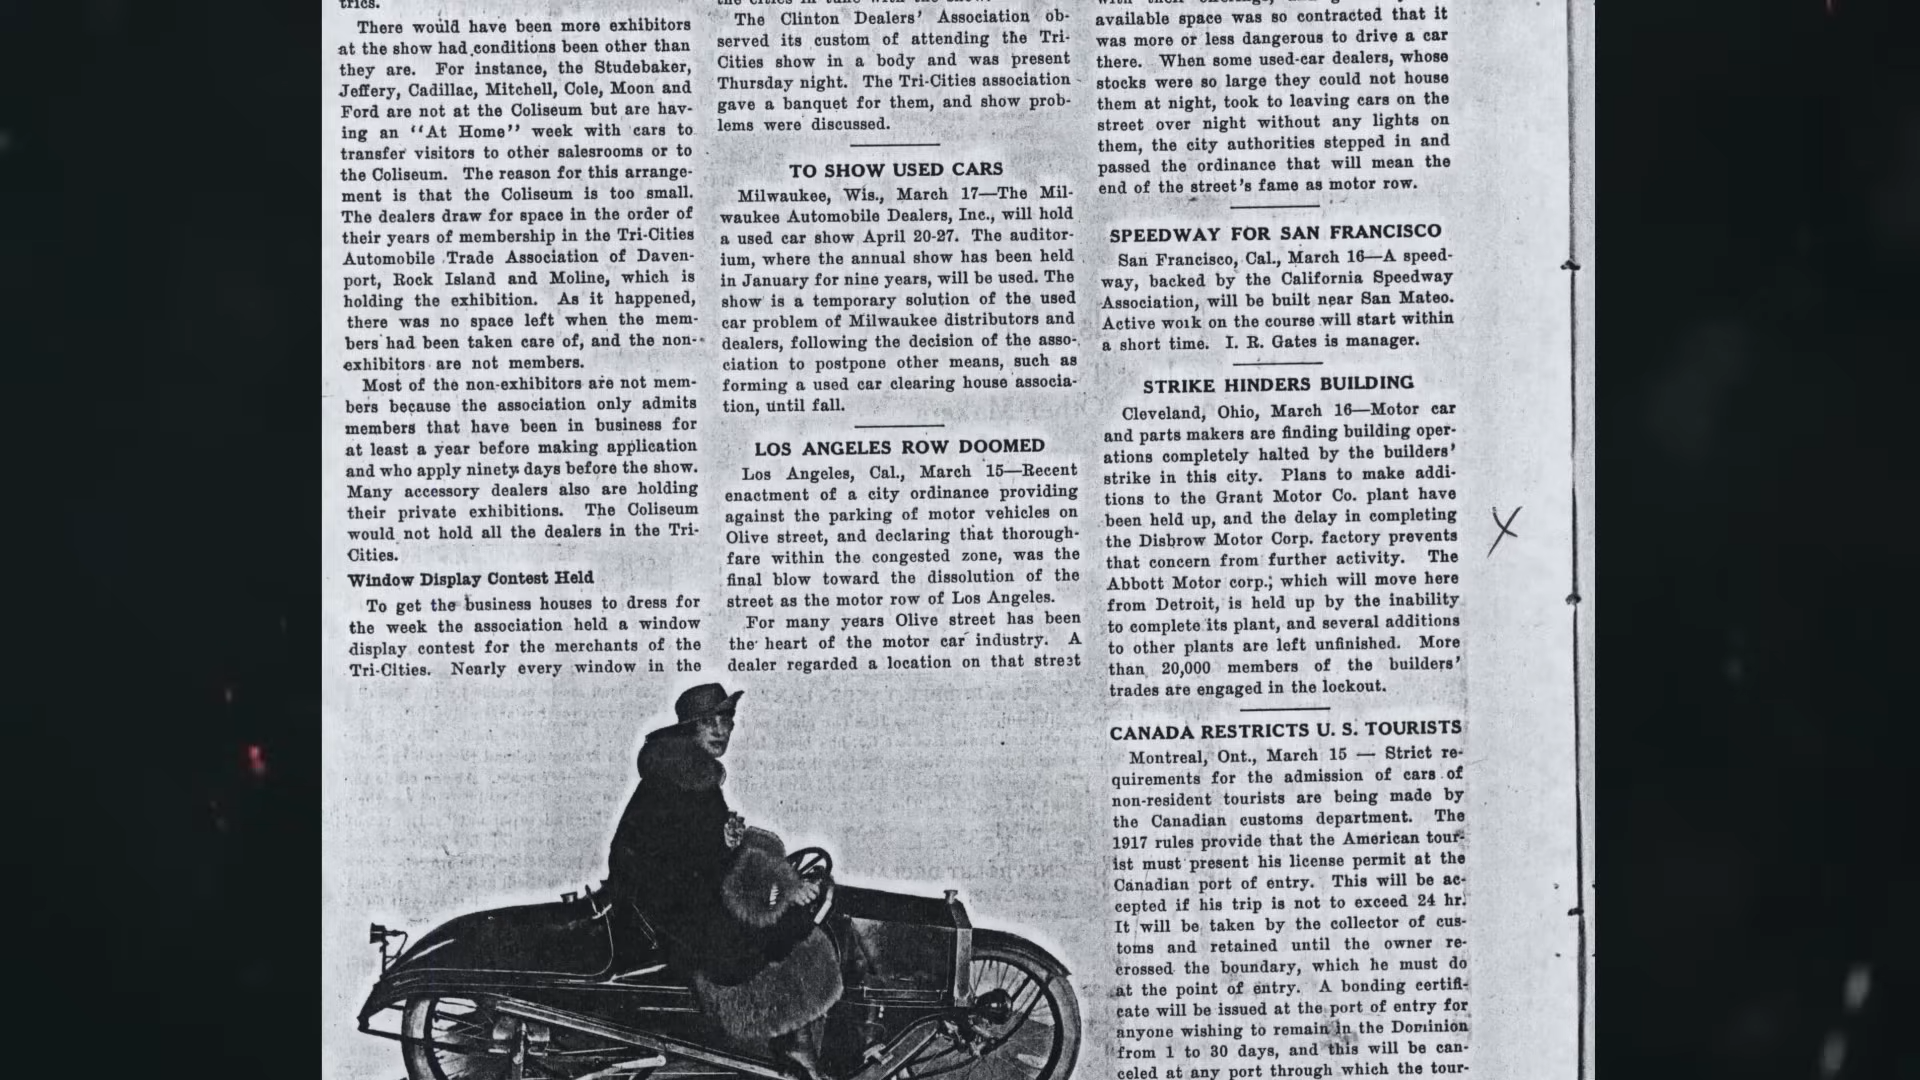 trics.
There would have been more exhibitors
at the show had conditions been other than
they are. For instance, the Studebaker,
Jeffery, Cadillac, Mitchell, Cole, Moon and
Ford are not at the Coliseum but are hav-
ing an "At Home" week with cars to
transfer visitors to other salesrooms or to
the Coliseum. The reason for this arrange-
ment is that the Coliseum is too small.
The dealers draw for space in the order of
their years of membership in the Tri-Cities
Automobile Trade Association of Daven-
port, Rock Island and Moline, which is
holding the exhibition. As it happened,
there was no space left when the mem-
bers had been taken care of, and the non-
exhibitors are not members.
Most of the non-exhibitors are not mem-
bers because the association only admits
members that have been in business for
at least a year before making application
and who apply ninety days before the show.
Many accessory dealers also are holding
their private exhibitions. The Coliseum
would not hold all the dealers in the Tri-
Cities.
Window Display Contest Held
To get the business houses to dress for
the week the association held a window
display contest for the merchants of the
Tri-Cities. Nearly every window in the
The Clinton Dealers' Association ob-
served its custom of attending the Tri-
Cities show in a body and was present
Thursday night. The Tri-Cities association
gave a banquet for them, and show prob-
lems were discussed.
TO SHOW USED CARS
Milwaukee, Wis., March 17—The Mil-
waukee Automobile Dealers, Inc., will hold
a used car show April 20-27. The auditor-
ium, where the annual show has been held
in January for nine years, will be used. The
show is a temporary solution of the used
car problem of Milwaukee distributors and
dealers, following the decision of the asso-
ciation to postpone other means, such as
forming a used car clearing house associa-
tion, until fall.
LOS ANGELES ROW DOOMED
Los Angeles, Cal., March 15—Recent
enactment of a city ordinance providing
against the parking of motor vehicles on
Olive street, and declaring that thorough-
fare within the congested zone, was the
final blow toward the dissolution of the
street as the motor row of Los Angeles.
For many years Olive street has been
the heart of the motor car industry. A
dealer regarded a location on that street
available space was so contracted that it
was more or less dangerous to drive a car
there. When some used-car dealers, whose
stocks were so large they could not house
them at night, took to leaving cars on the
street over night without any lights on
them, the city authorities stepped in and
passed the ordinance that will mean the
end of the street's fame as motor row.
SPEEDWAY FOR SAN FRANCISCO
San Francisco, Cal., March 16—A speed-
way, backed by the California Speedway
Association, will be built near San Mateo.
Active work on the course will start within
a short time. I. R. Gates is manager.
STRIKE HINDERS BUILDING
Cleveland, Ohio, March 16—Motor car
and parts makers are finding building oper-
ations completely halted by the builders'
strike in this city. Plans to make addi-
tions to the Grant Motor Co. plant have
been held up, and the delay in completing
the Disbrow Motor Corp. factory prevents
that concern from further activity. The
Abbott Motor corp.; which will move here
from Detroit, is held up by the inability
to complete its plant, and several additions
to other plants are left unfinished. More
than 20,000 members of the builders'
trades are engaged in the lockout.
CANADA RESTRICTS U. S. TOURISTS
Montreal, Ont., March 15 — Strict re-
quirements for the admission of cars of
non-resident tourists are being made by
the Canadian customs department. The
1917 rules provide that the American tour-
ist must present his license permit at the
Canadian port of entry. This will be ac-
cepted if his trip is not to exceed 24 hr.
It will be taken by the collector of cus-
toms and retained until the owner re-
crossed the boundary, which he must do
at the point of entry. A bonding certifi-
cate will be issued at the port of entry for
anyone wishing to remain in the Dominion
from 1 to 30 days, and this will be can-
celed at any port through which the tour-